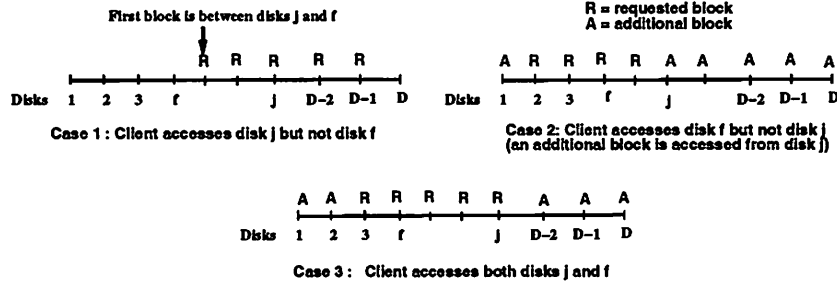 R = requested block
A = additional block
First block is between disks j and f
R R R R R
Disks 1 2 3 f j D-2 D-1 D
Case 1 : Client accesses disk j but not disk f
A R R R R A A A A A
Disks 1 2 3 f j D-2 D-1 D
Case 2: Client accesses disk f but not disk j
(an additional block is accessed from disk j)
A A R R R R R A A A
Disks 1 2 3 f j D-2 D-1 D
Case 3 : Client accesses both disks j and f